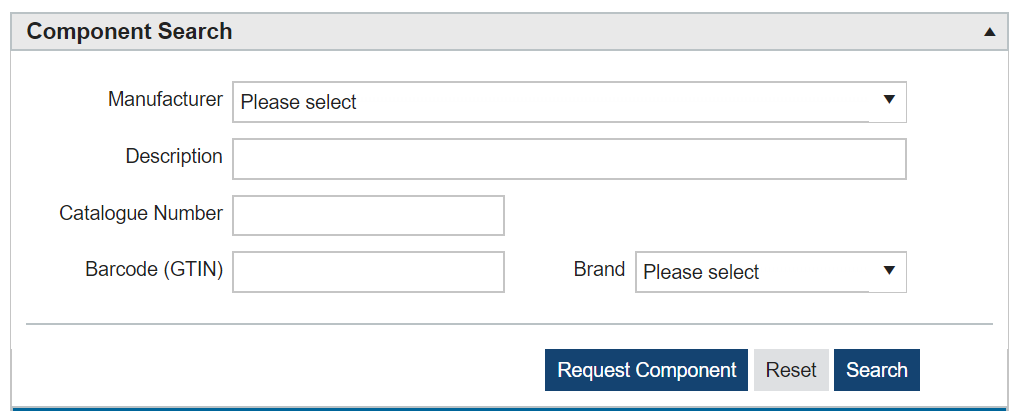 Component Search
Manufacturer Please select
Description
Catalogue Number
Barcode (GTIN) Brand Please select
Request Component Reset Search